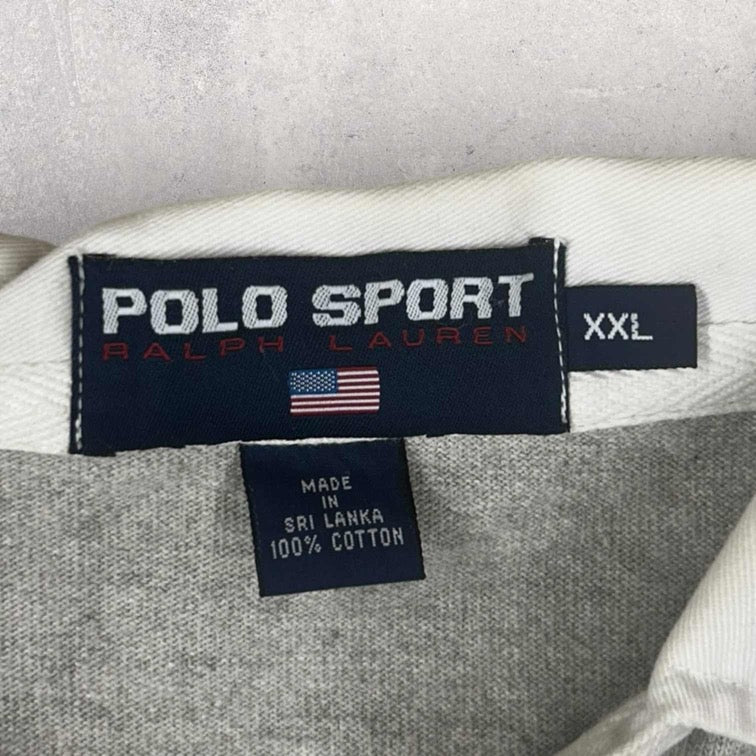 POLO SPORT
RALPH LAUREN
XXL
MADE
IN
SRI LANKA
100% COTTON